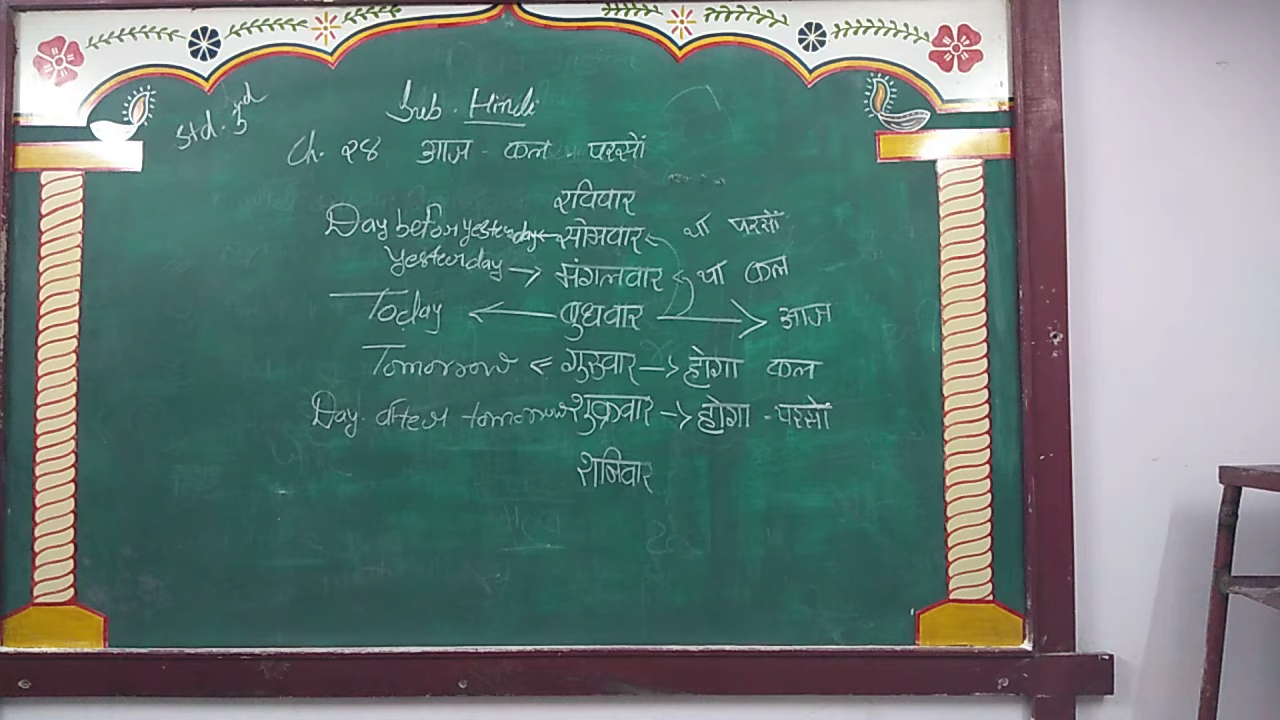 Std. 3rd
Sub. Hindi
Ch. २४ आज - कल - परसों
रविवार
Day before yesterday ← सोमवार ← था परसों
Yesterday → मंगलवार ← था कल
Today ← बुधवार → आज
Tomorrow ← गुरुवार → होगा कल
Day. after tomorrow शुक्रवार → होगा - परसों
शनिवार